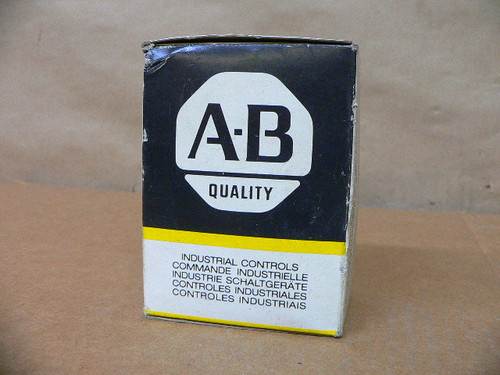 A-B
QUALITY
INDUSTRIAL CONTROLS
COMMANDE INDUSTRIELLE
INDUSTRIE SCHALTGERÄTE
CONTROLES INDUSTRIALES
CONTROLES INDUSTRIAIS